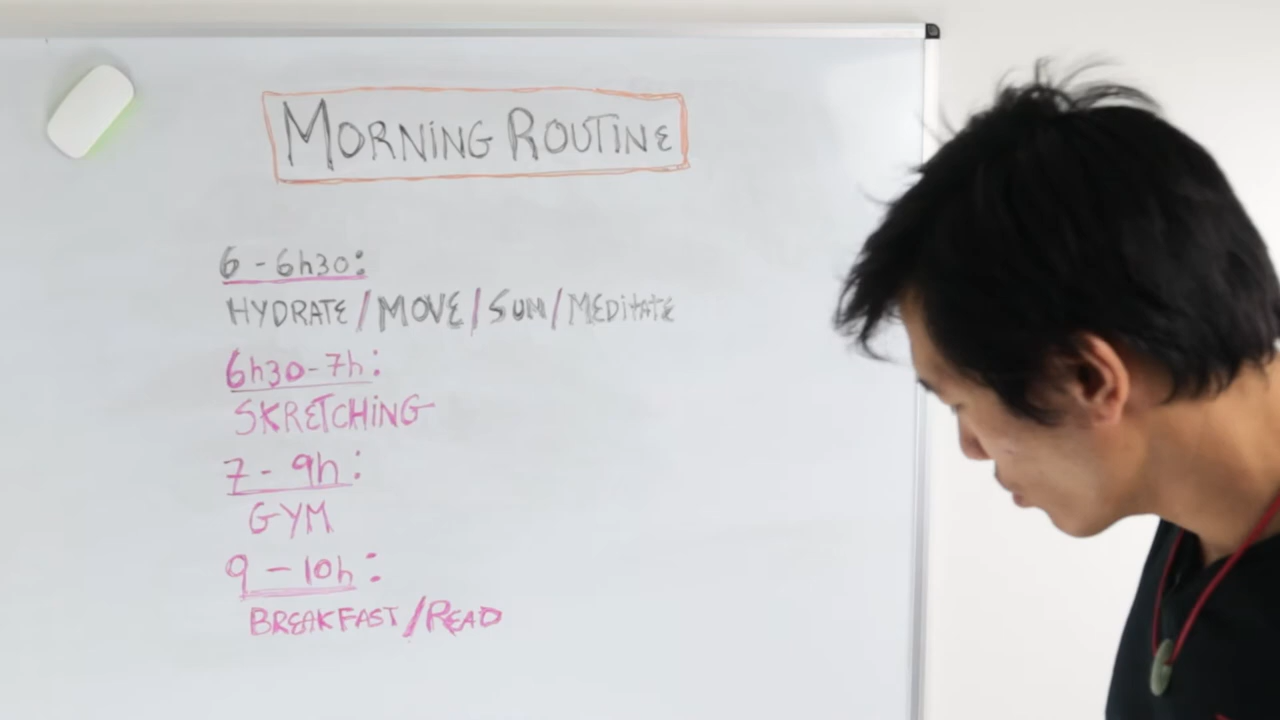 MORNING ROUTINE
6 - 6h30:
HYDRATE / MOVE / SUN / MEDITATE
6h30-7h:
SKRETCHING
7 - 9h:
GYM
9 - 10h:
BREAKFAST / READ